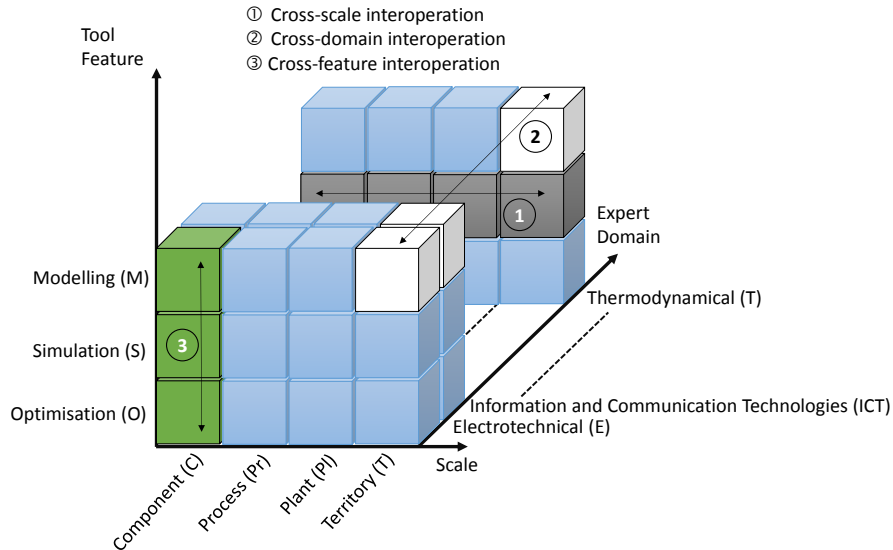 ① Cross-scale interoperation
② Cross-domain interoperation
③ Cross-feature interoperation
Tool
Feature
2
1
Expert
Domain
Modelling (M)
Thermodynamical (T)
Simulation (S)
3
Optimisation (O)
Information and Communication Technologies (ICT)
Electrotechnical (E)
Scale
Component (C)
Process (Pr)
Plant (Pl)
Territory (T)